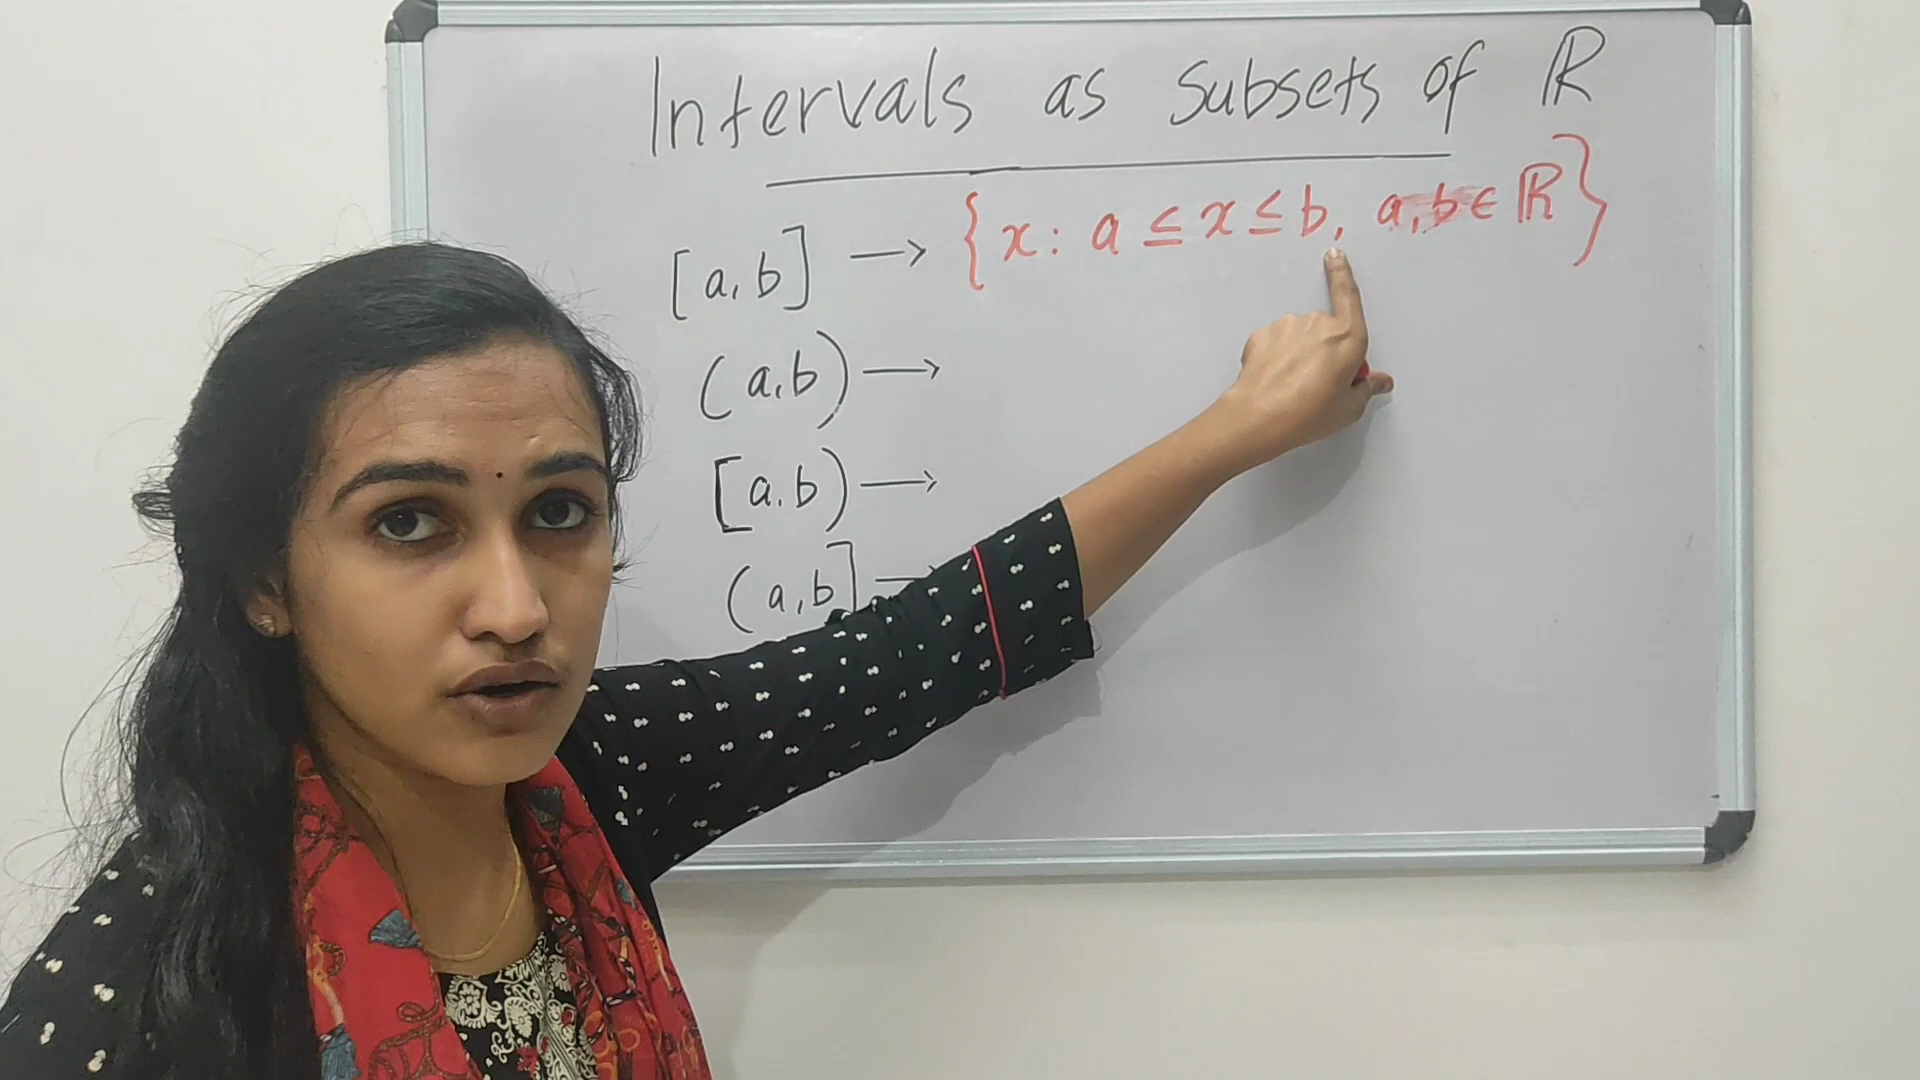 Intervals as subsets of ℝ
[a,b] → {x: a ≤ x ≤ b, a,b ∈ ℝ}
(a,b) →
[a,b) →
(a,b] →